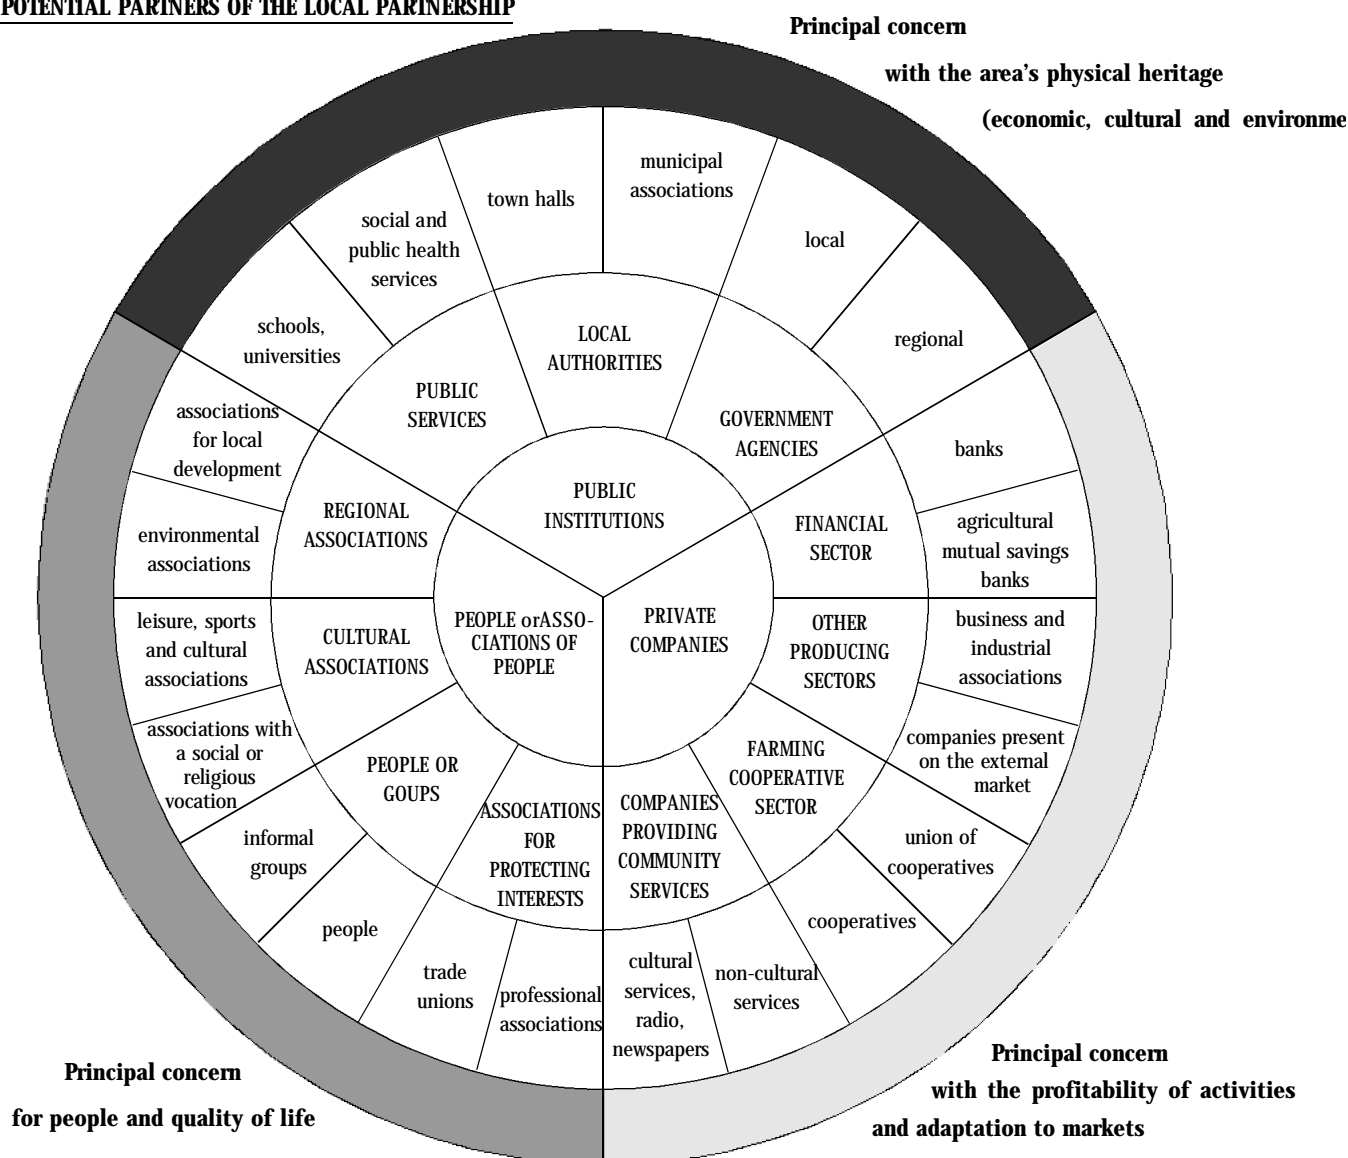 POTENTIAL PARTNERS OF THE LOCAL PARTNERSHIP
Principal concern
with the area's physical heritage
(economic, cultural and environme
municipal
associations
town halls
social and
public health
services
local
schools,
universities
regional
LOCAL
AUTHORITIES
PUBLIC
SERVICES
GOVERNMENT
AGENCIES
associations
for local
development
banks
PUBLIC
INSTITUTIONS
REGIONAL
ASSOCIATIONS
FINANCIAL
SECTOR
environmental
associations
agricultural
mutual savings
banks
leisure, sports
and cultural
associations
CULTURAL
ASSOCIATIONS
PEOPLE orASSO-
CIATIONS OF
PEOPLE
PRIVATE
COMPANIES
OTHER
PRODUCING
SECTORS
business and
industrial
associations
associations with
a social or
religious
vocation
PEOPLE OR
GOUPS
FARMING
COOPERATIVE
SECTOR
companies present
on the external
market
ASSOCIATIONS
FOR
PROTECTING
INTERESTS
COMPANIES
PROVIDING
COMMUNITY
SERVICES
informal
groups
union of
cooperatives
people
cooperatives
trade
unions
professional
associations
cultural
services,
radio,
newspapers
non-cultural
services
Principal concern
for people and quality of life
Principal concern
with the profitability of activities
and adaptation to markets